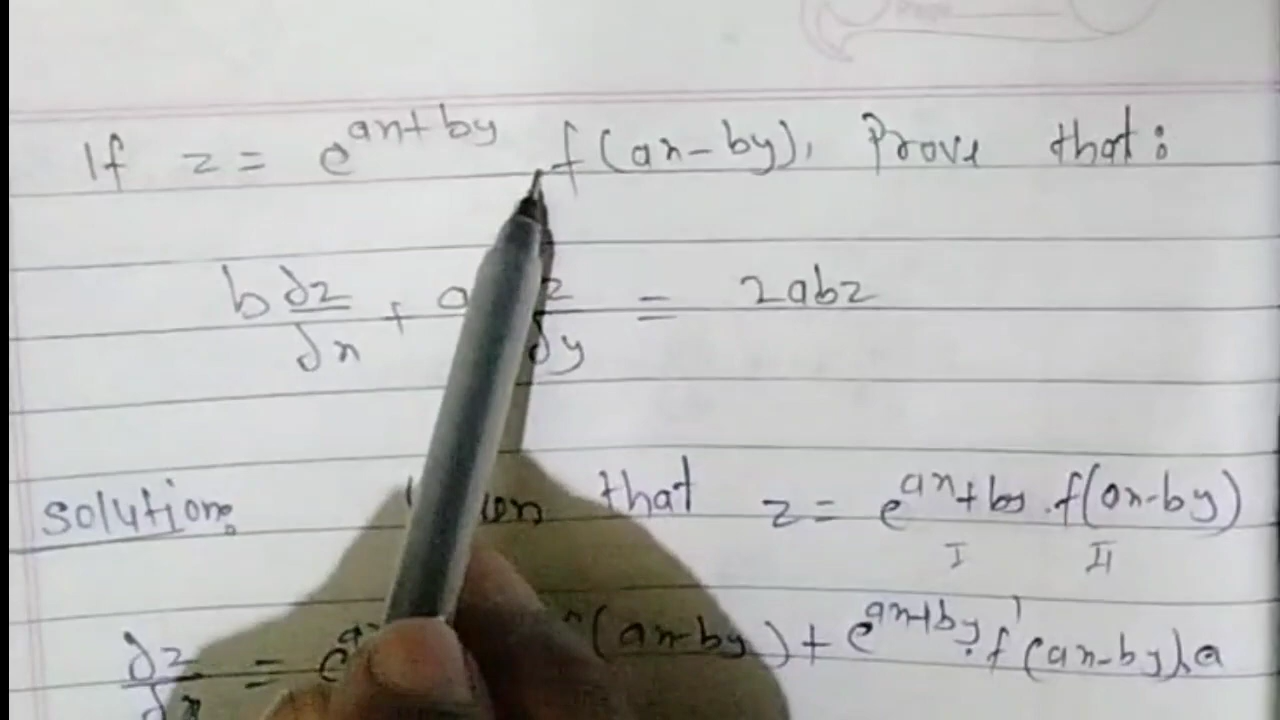 If z = e^{ax+by} f(ax-by), Prove that:
b ∂z/∂x + a z/∂y = 2abz
Solution: that z = e^{ax+by} . f(ax-by)
I II
∂z/∂x = e (ax-by) + e^{ax+by} . f'(ax-by).a